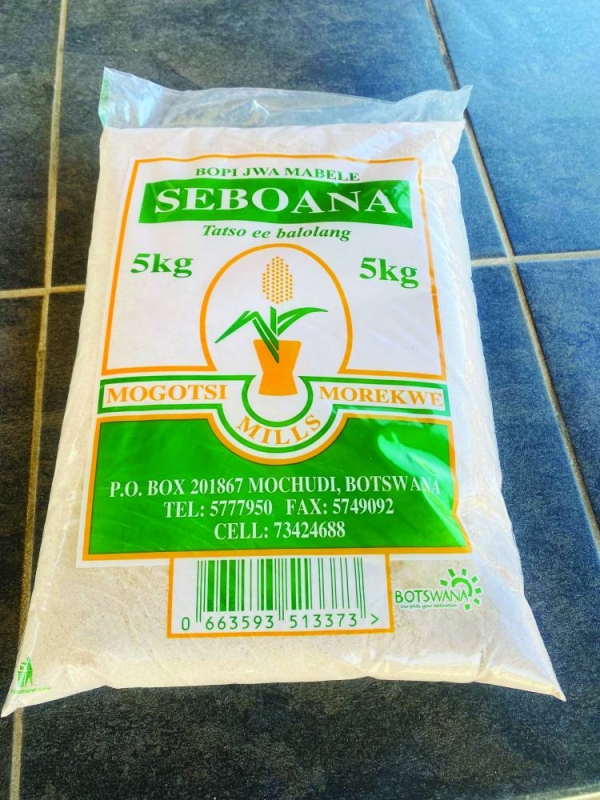 BOPI JWA MABELE
SEBOANA
Tatso ee balolang
5kg 5kg
MOGOTSI MOREKWE
MILLS
P.O. BOX 201867 MOCHUDI, BOTSWANA
TEL: 5777950 FAX: 5749092
CELL: 73424688
0 663593 513373 >
BOTSWANA